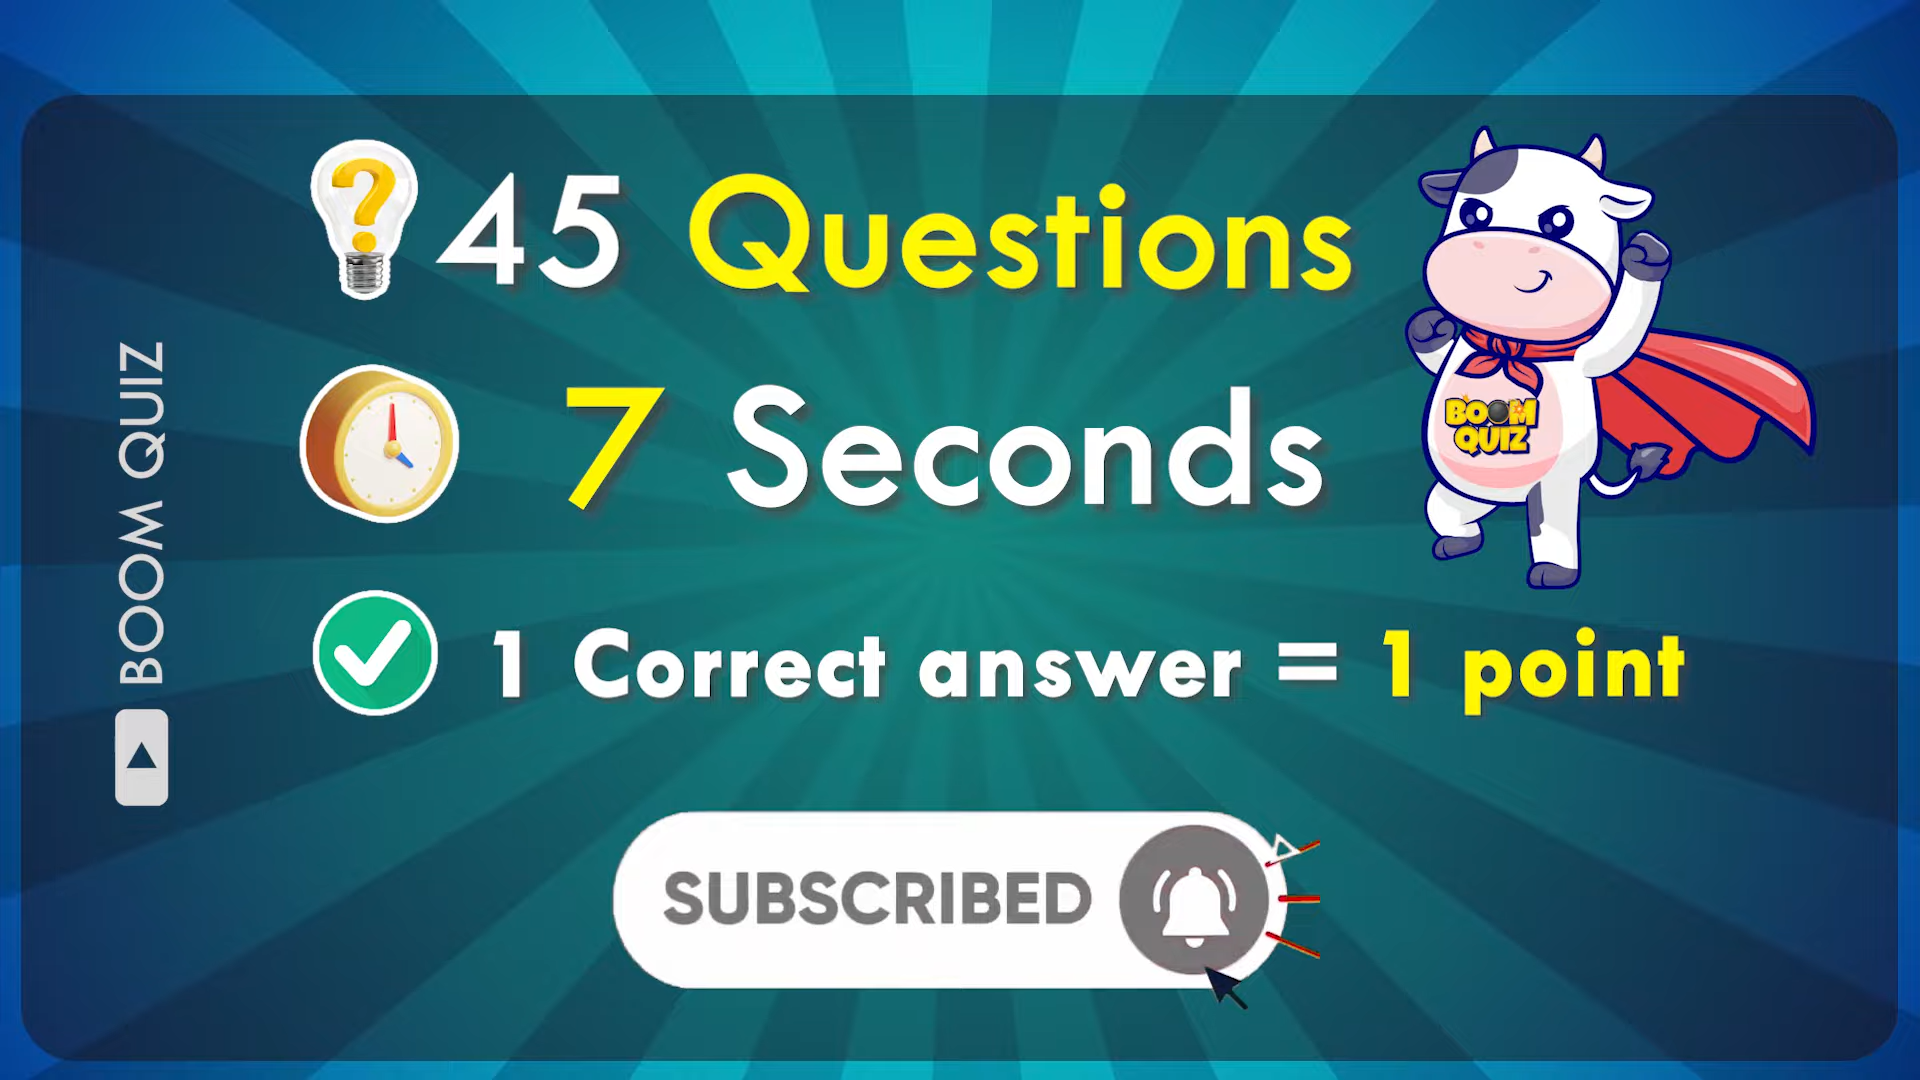 45 Questions
7 Seconds
1 Correct answer = 1 point
SUBSCRIBED
BOOM QUIZ
BOOM
QUIZ